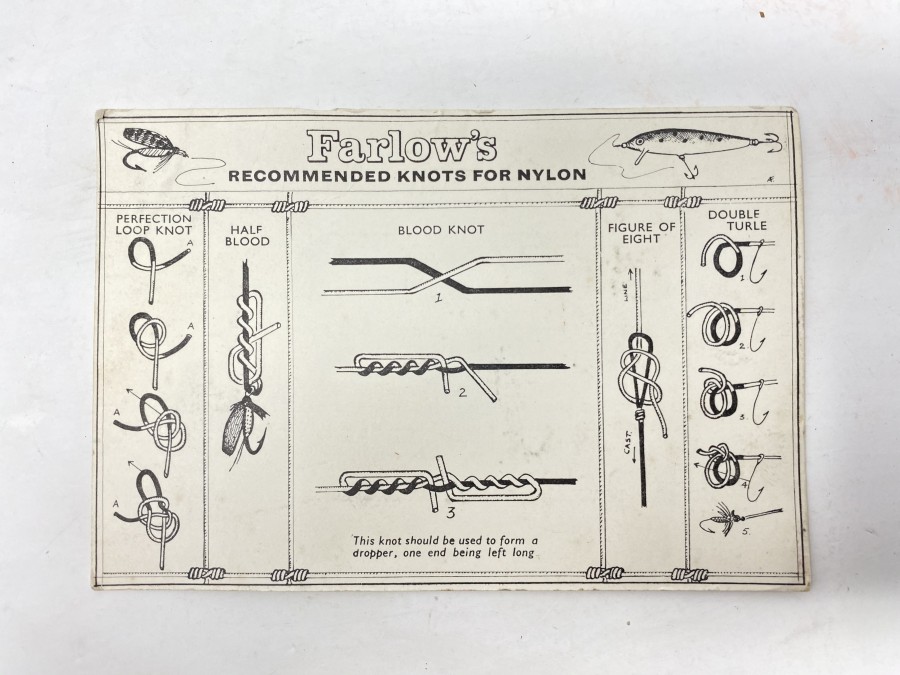 Farlow's
RECOMMENDED KNOTS FOR NYLON
PERFECTION
LOOP KNOT
A
A
A
A
HALF
BLOOD
BLOOD KNOT
1
2
3
This knot should be used to form a
dropper, one end being left long
FIGURE OF
EIGHT
LINE
CAST.
DOUBLE
TURLE
1
2
3
4
5.